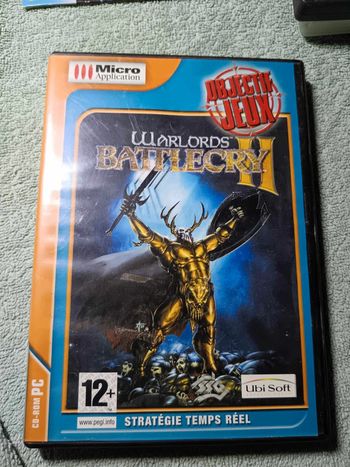 Micro
Application
OBJECTIF
JEUX
WARLORDS
BATTLECRY II
12+
www.pegi.info
SSG
Ubi Soft
CD-ROM PC
STRATÉGIE TEMPS RÉEL